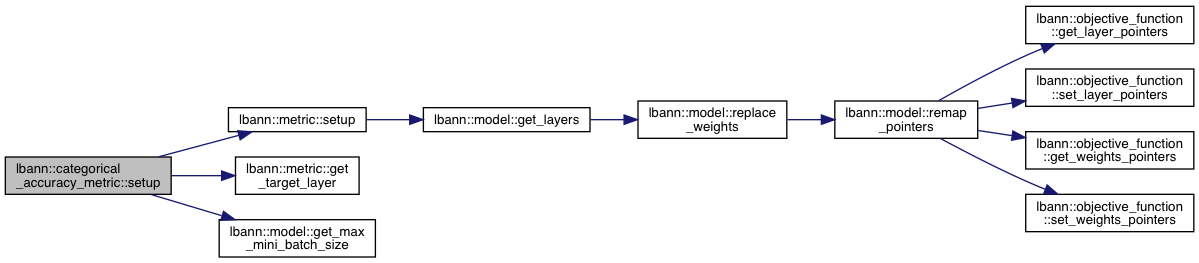 lbann::categorical
_accuracy_metric::setup
lbann::metric::setup
lbann::metric::get
_target_layer
lbann::model::get_max
_mini_batch_size
lbann::model::get_layers
lbann::model::replace
_weights
lbann::model::remap
_pointers
lbann::objective_function
::get_layer_pointers
lbann::objective_function
::set_layer_pointers
lbann::objective_function
::get_weights_pointers
lbann::objective_function
::set_weights_pointers